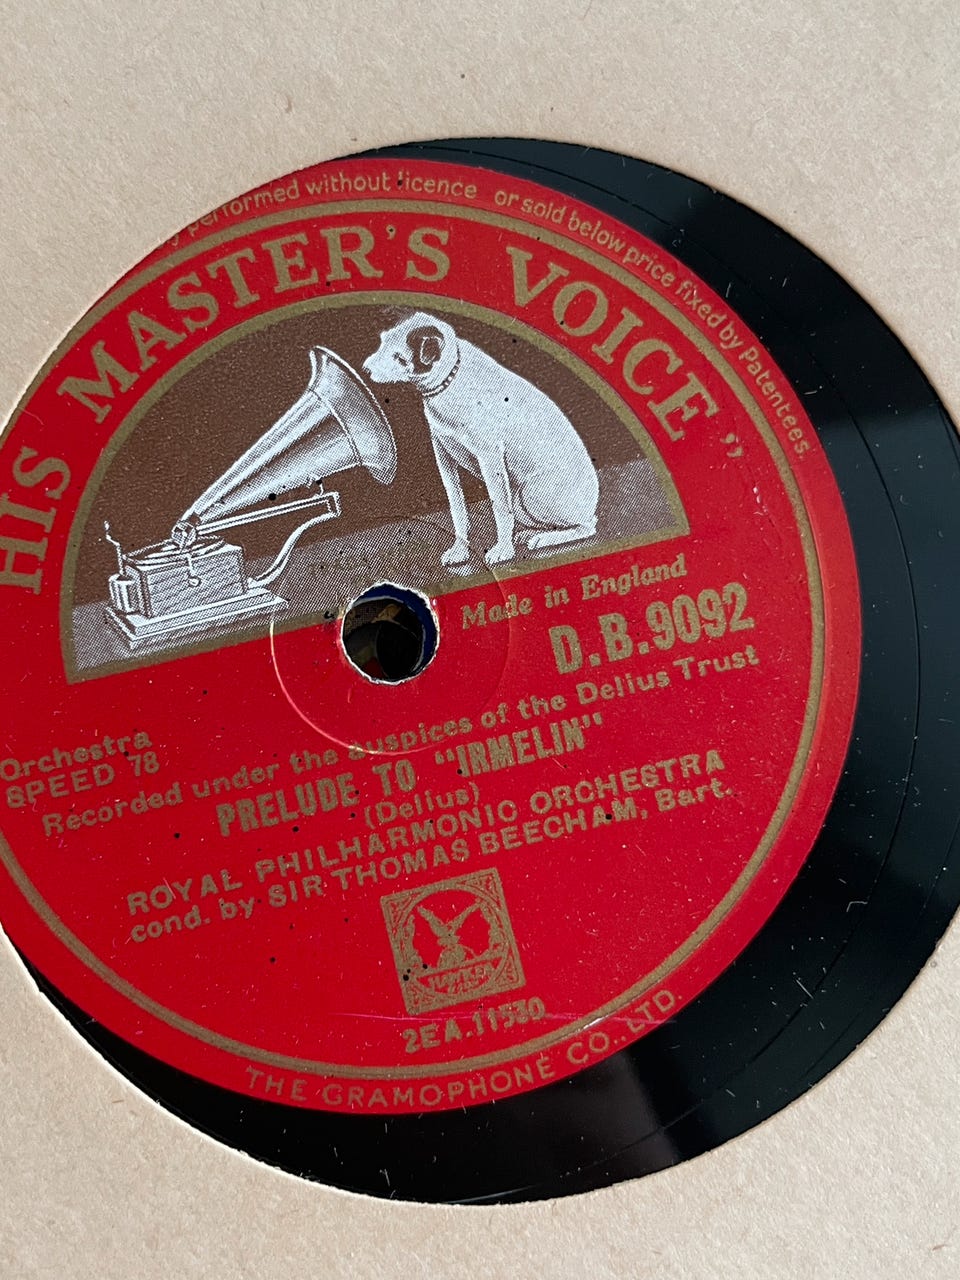 performed without licence or sold below price fixed by Patentees
HIS MASTER'S VOICE"
Made in England
D.B.9092
Orchestra
SPEED 78
Recorded under the Auspices of the Delius Trust
PRELUDE TO "IRMELIN"
(Delius)
ROYAL PHILHARMONIC ORCHESTRA
cond. by SIR THOMAS BEECHAM, Bart.
2EA.11530
THE GRAMOPHONE CO., LTD.